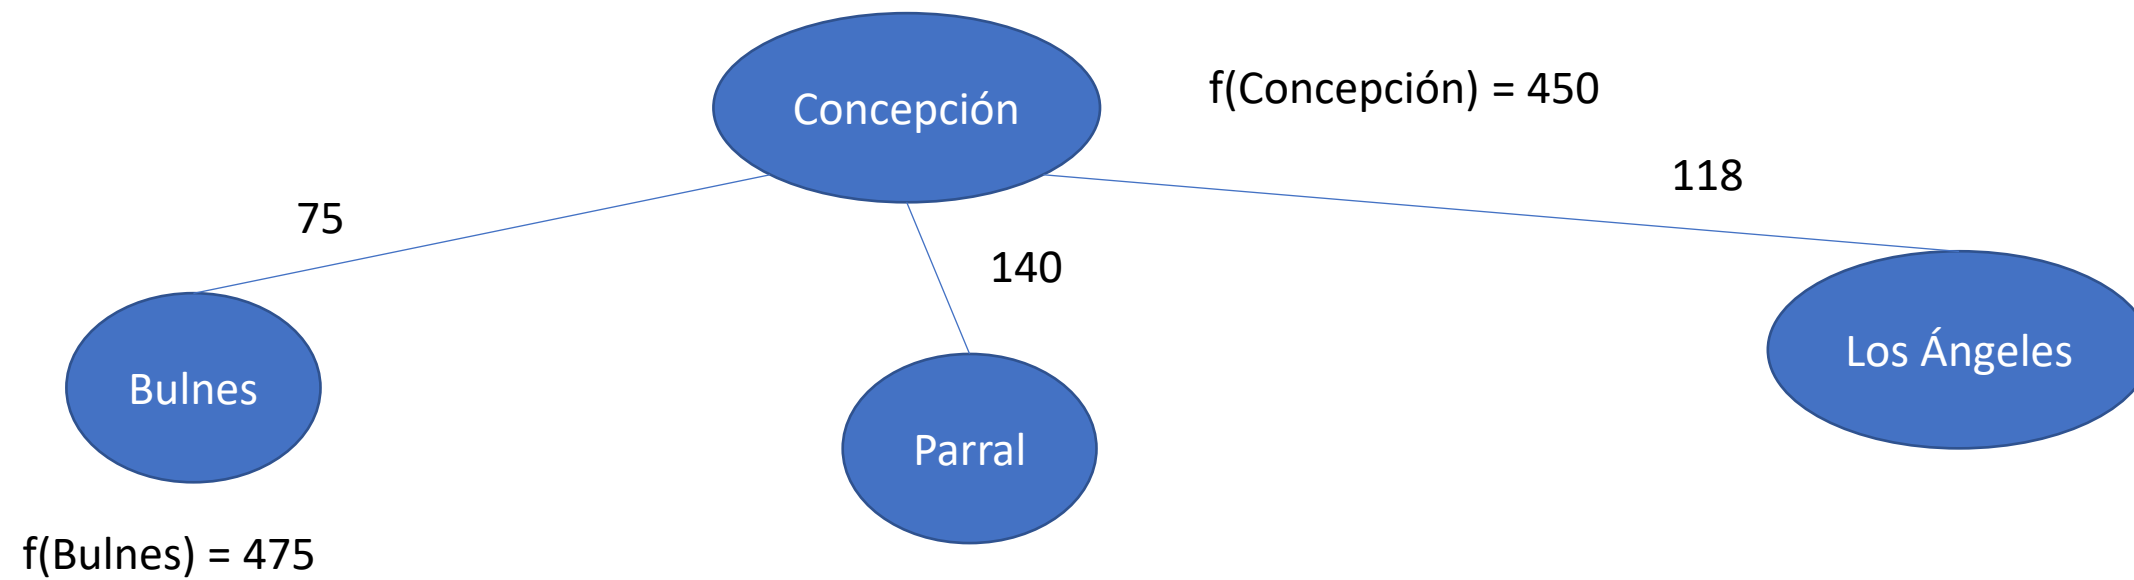 Concepción
f(Concepción) = 450
118
75
140
Los Ángeles
Bulnes
Parral
f(Bulnes) = 475